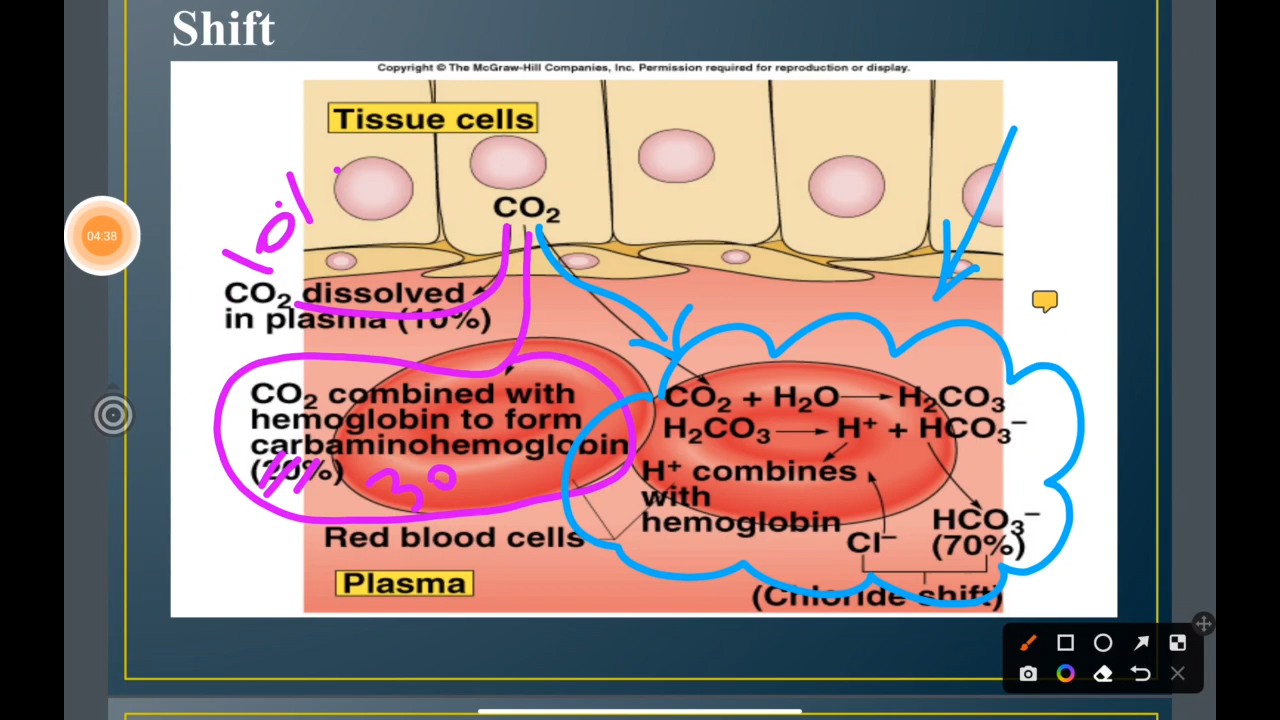 Shift
Copyright © The McGraw-Hill Companies, Inc. Permission required for reproduction or display.
Tissue cells
CO₂
10%
04:38
CO₂ dissolved
in plasma (10%)
CO₂ combined with
hemoglobin to form
carbaminohemoglobin
(20%)
30
CO₂ + H₂O → H₂CO₃
H₂CO₃ → H⁺ + HCO₃⁻
H⁺ combines
with
hemoglobin
Cl⁻
HCO₃⁻
(70%)
Red blood cells
Plasma
(Chloride shift)